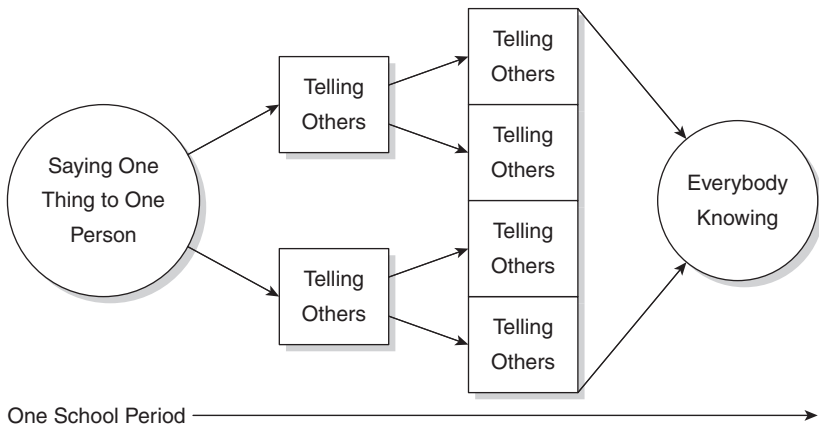 Saying One
Thing to One
Person
Telling
Others
Telling
Others
Telling
Others
Telling
Others
Telling
Others
Telling
Others
Everybody
Knowing
One School Period